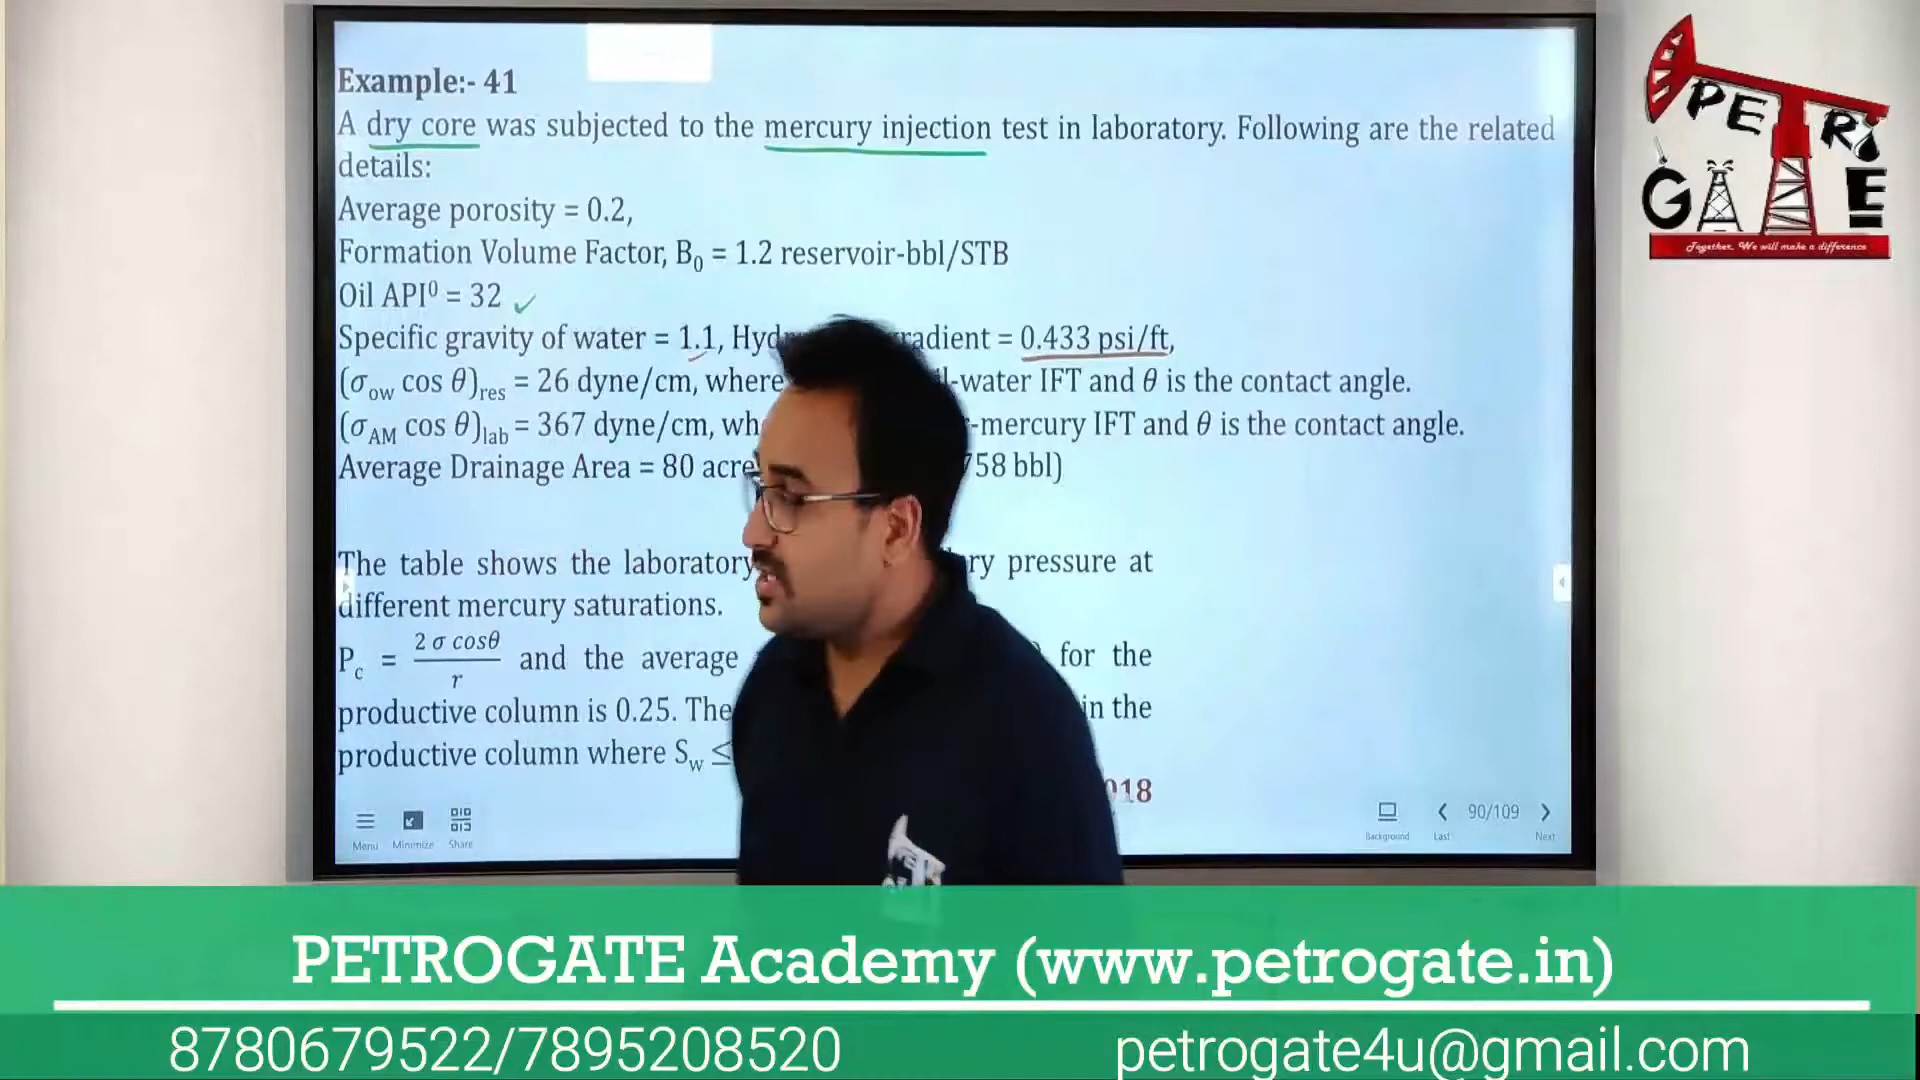 Example:- 41
A dry core was subjected to the mercury injection test in laboratory. Following are the related
details:
Average porosity = 0.2,
Formation Volume Factor, B₀ = 1.2 reservoir-bbl/STB
Oil API⁰ = 32 ✓
Specific gravity of water = 1.1, Hyd radient = 0.433 psi/ft,
(σow cos θ)res = 26 dyne/cm, where l-water IFT and θ is the contact angle.
(σAM cos θ)lab = 367 dyne/cm, wh -mercury IFT and θ is the contact angle.
Average Drainage Area = 80 acre 758 bbl)
The table shows the laboratory ry pressure at
different mercury saturations.
Pc = 2 σ cosθ / r and the average for the
productive column is 0.25. The in the
productive column where Sw ≤
018
Menu Minimize Share
Background Last 90/109 Next
PETRO
GATE
Together, We will make a difference
PETROGATE Academy (www.petrogate.in)
8780679522/7895208520 petrogate4u@gmail.com